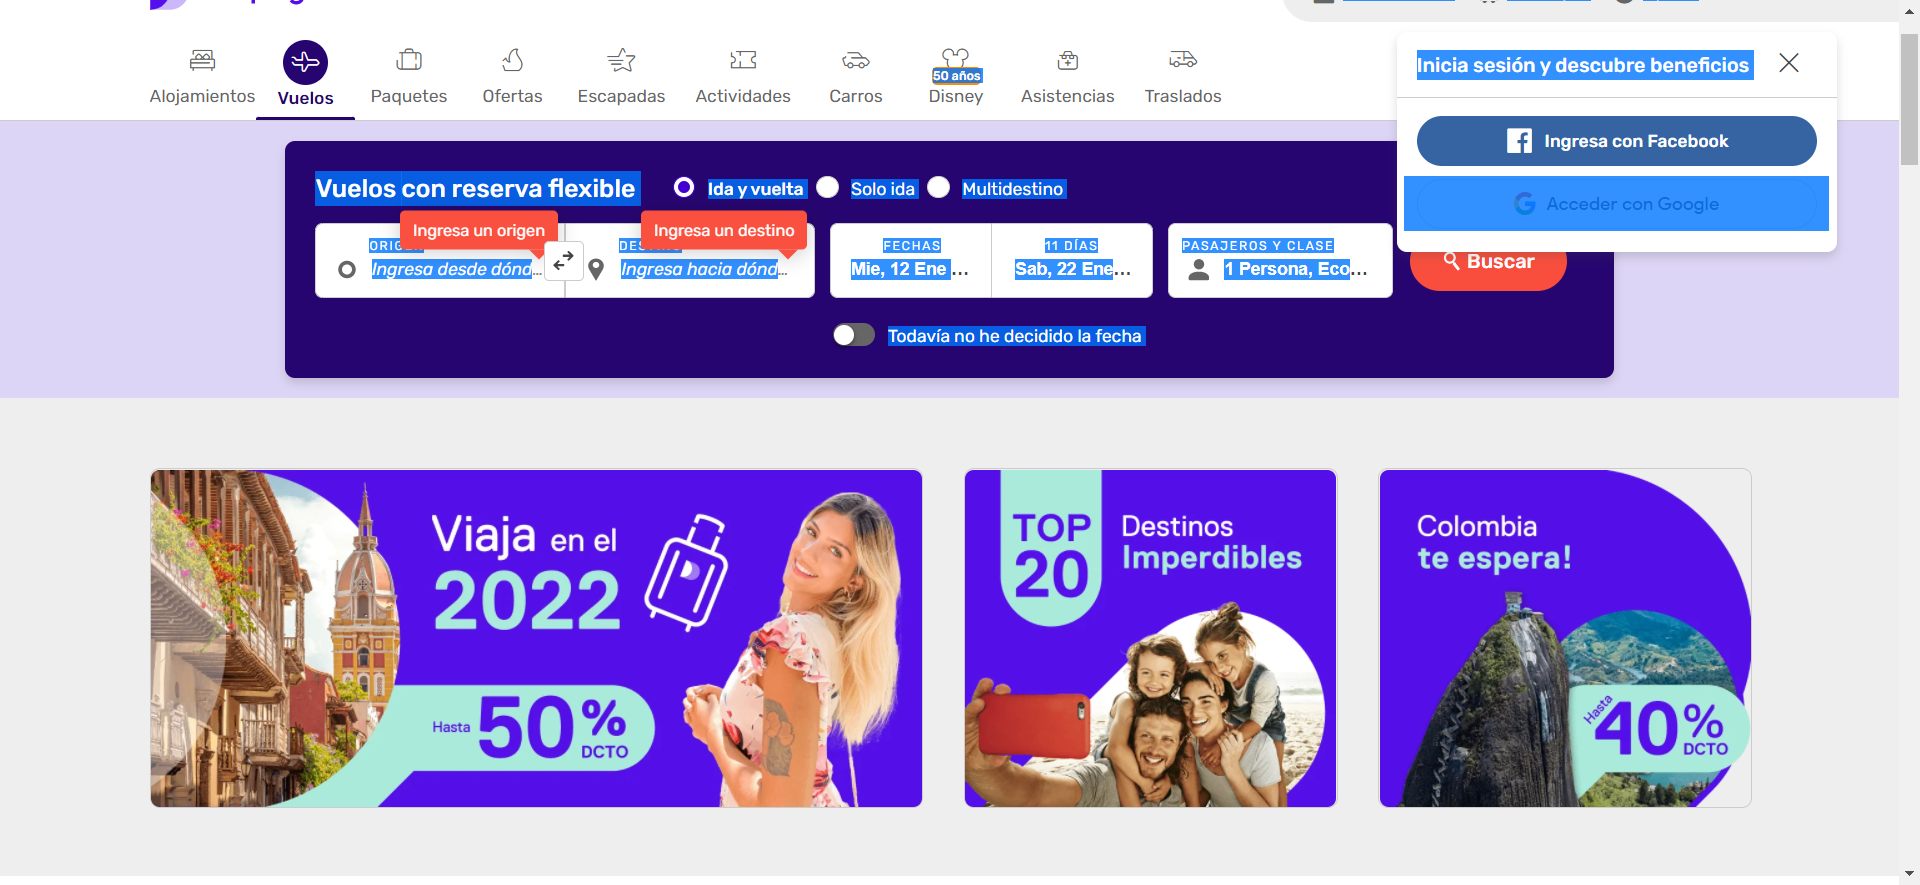 Alojamientos
Vuelos
Paquetes
Ofertas
Escapadas
Actividades
Carros
50 años
Disney
Asistencias
Traslados
Inicia sesión y descubre beneficios
Ingresa con Facebook
Acceder con Google
Vuelos con reserva flexible
Ida y vuelta
Solo ida
Multidestino
Ingresa un origen
Ingresa un destino
Ingresa desde dónd...
Ingresa hacia dónd...
FECHAS
Mie, 12 Ene ...
11 DÍAS
Sab, 22 Ene...
PASAJEROS Y CLASE
1 Persona, Eco...
Buscar
Todavía no he decidido la fecha
Viaja en el
2022
Hasta 50% DCTO
TOP
20
Destinos
Imperdibles
Colombia
te espera!
Hasta 40% DCTO